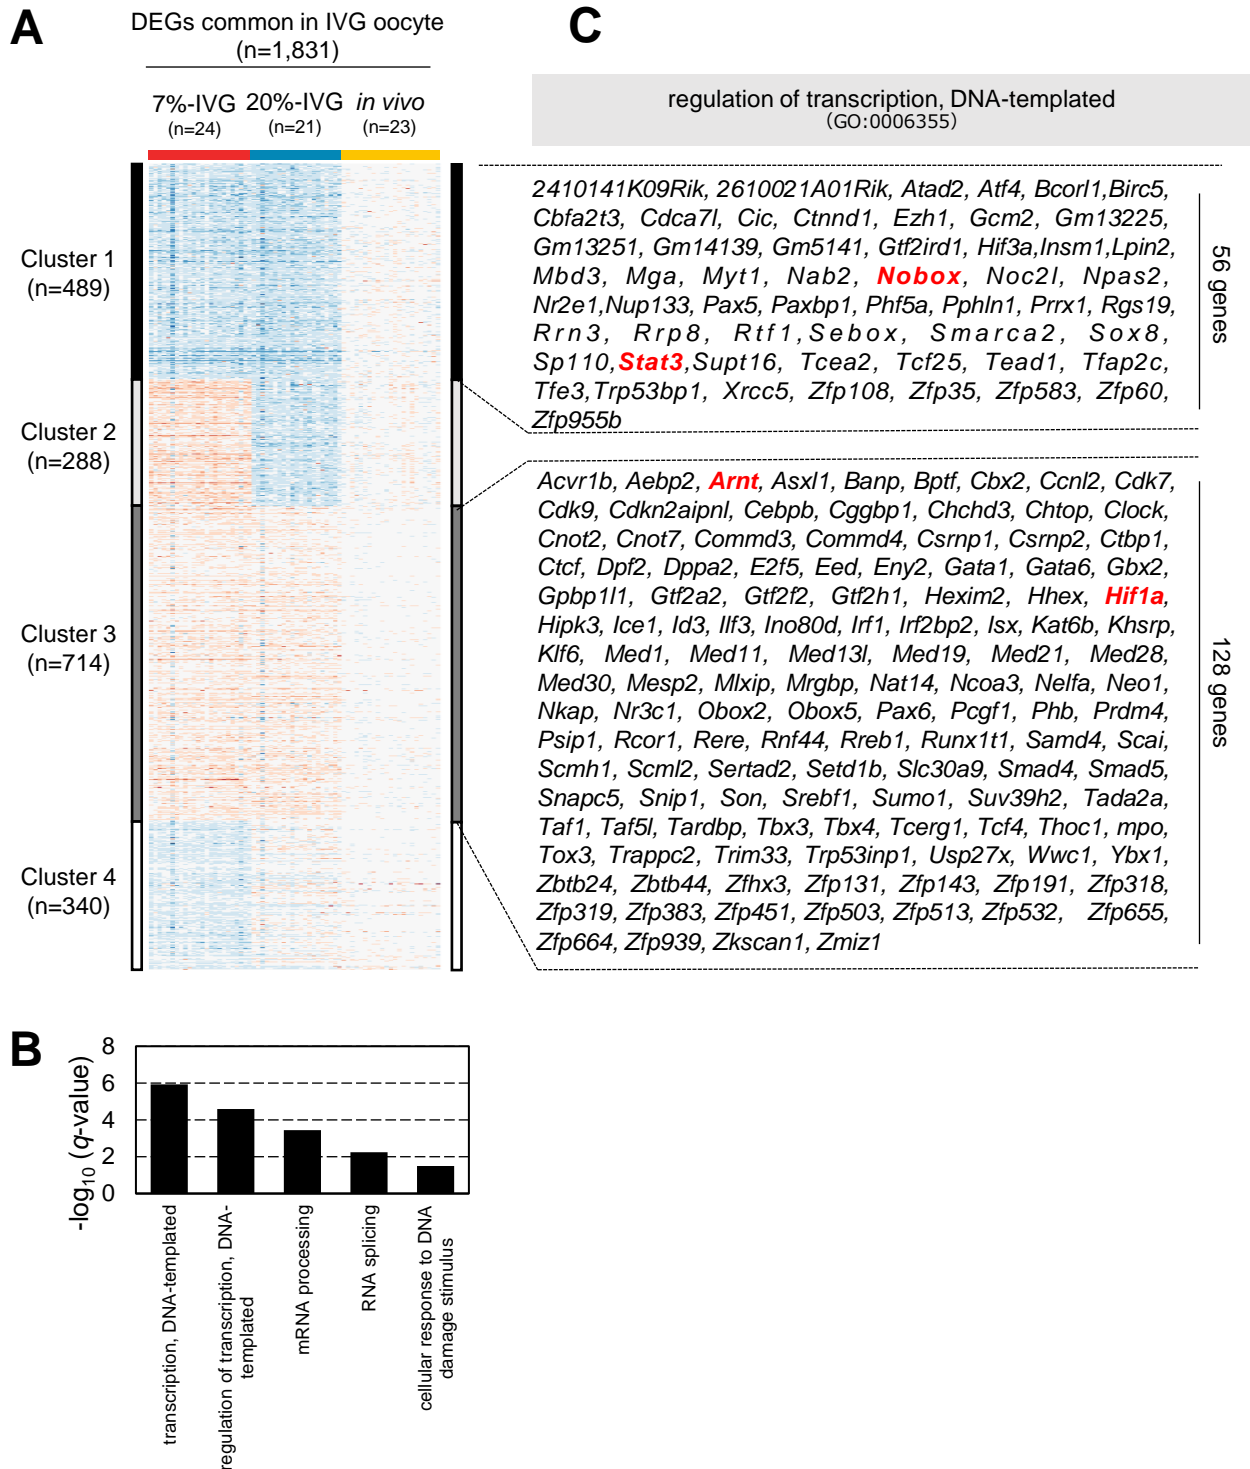 A
DEGs common in IVG oocyte
(n=1,831)
7%-IVG 20%-IVG in vivo
(n=24) (n=21) (n=23)
Cluster 1
(n=489)
Cluster 2
(n=288)
Cluster 3
(n=714)
Cluster 4
(n=340)
C
regulation of transcription, DNA-templated
(GO:0006355)
2410141K09Rik, 2610021A01Rik, Atad2, Atf4, Bcorl1,Birc5,
Cbfa2t3, Cdca7l, Cic, Ctnnd1, Ezh1, Gcm2, Gm13225,
Gm13251, Gm14139, Gm5141, Gtf2ird1, Hif3a,Insm1,Lpin2,
Mbd3, Mga, Myt1, Nab2, Nobox, Noc2l, Npas2,
Nr2e1,Nup133, Pax5, Paxbp1, Phf5a, Pphln1, Prrx1, Rgs19,
Rrn3, Rrp8, Rtf1,Sebox, Smarca2, Sox8,
Sp110,Stat3,Supt16, Tcea2, Tcf25, Tead1, Tfap2c,
Tfe3,Trp53bp1, Xrcc5, Zfp108, Zfp35, Zfp583, Zfp60,
Zfp955b
56 genes
Acvr1b, Aebp2, Arnt, Asxl1, Banp, Bptf, Cbx2, Ccnl2, Cdk7,
Cdk9, Cdkn2aipnl, Cebpb, Cggbp1, Chchd3, Chtop, Clock,
Cnot2, Cnot7, Commd3, Commd4, Csrnp1, Csrnp2, Ctbp1,
Ctcf, Dpf2, Dppa2, E2f5, Eed, Eny2, Gata1, Gata6, Gbx2,
Gpbp1l1, Gtf2a2, Gtf2f2, Gtf2h1, Hexim2, Hhex, Hif1a,
Hipk3, Ice1, Id3, Ilf3, Ino80d, Irf1, Irf2bp2, Isx, Kat6b, Khsrp,
Klf6, Med1, Med11, Med13l, Med19, Med21, Med28,
Med30, Mesp2, Mlxip, Mrgbp, Nat14, Ncoa3, Nelfa, Neo1,
Nkap, Nr3c1, Obox2, Obox5, Pax6, Pcgf1, Phb, Prdm4,
Psip1, Rcor1, Rere, Rnf44, Rreb1, Runx1t1, Samd4, Scai,
Scmh1, Scml2, Sertad2, Setd1b, Slc30a9, Smad4, Smad5,
Snapc5, Snip1, Son, Srebf1, Sumo1, Suv39h2, Tada2a,
Taf1, Taf5l, Tardbp, Tbx3, Tbx4, Tcerg1, Tcf4, Thoc1, mpo,
Tox3, Trappc2, Trim33, Trp53inp1, Usp27x, Wwc1, Ybx1,
Zbtb24, Zbtb44, Zfhx3, Zfp131, Zfp143, Zfp191, Zfp318,
Zfp319, Zfp383, Zfp451, Zfp503, Zfp513, Zfp532, Zfp655,
Zfp664, Zfp939, Zkscan1, Zmiz1
128 genes
B
-log10 (q-value)
8
6
4
2
0
transcription, DNA-templated
regulation of transcription, DNA-
templated
mRNA processing
RNA splicing
cellular response to DNA
damage stimulus